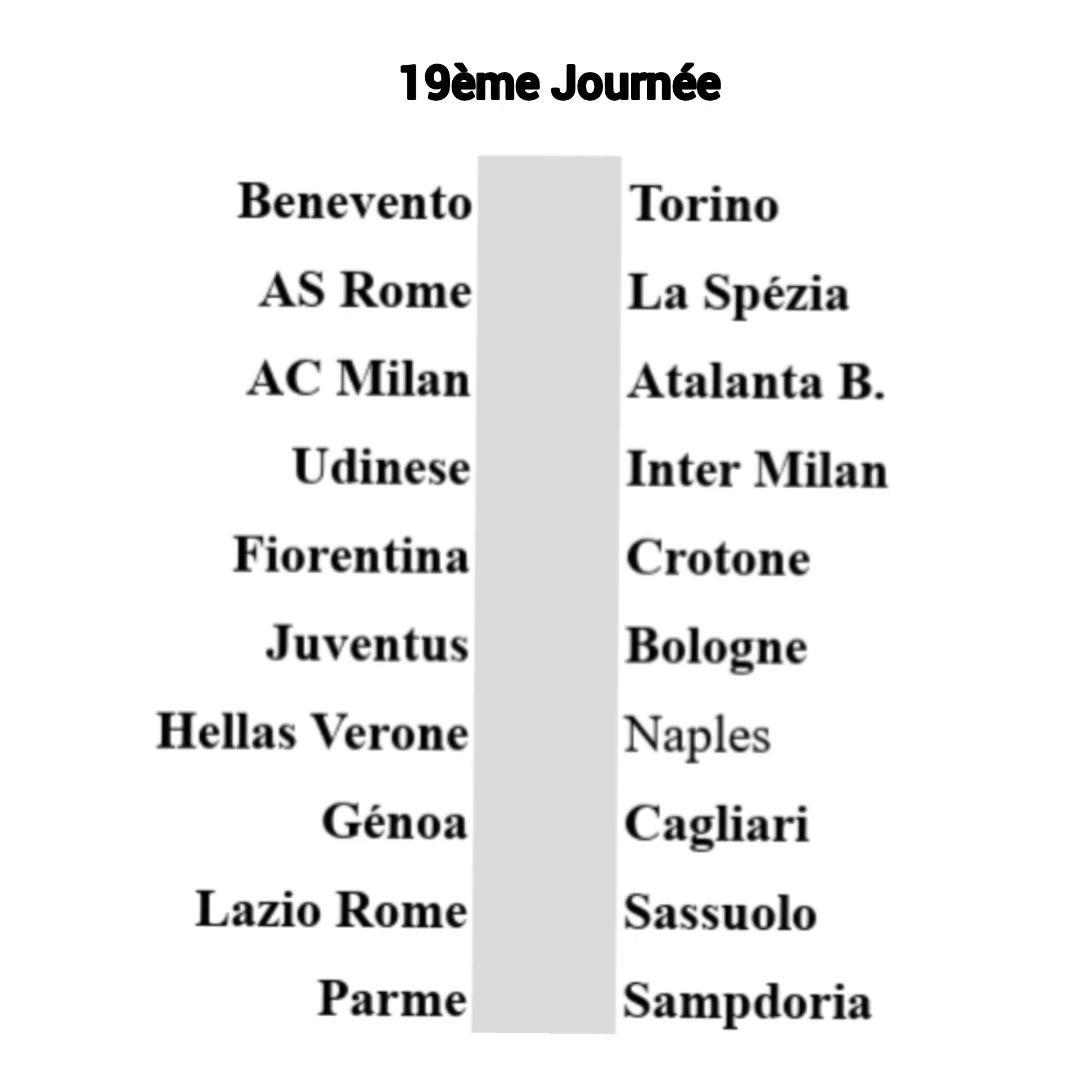 19ème Journée
Benevento Torino
AS Rome La Spézia
AC Milan Atalanta B.
Udinese Inter Milan
Fiorentina Crotone
Juventus Bologne
Hellas Verone Naples
Génoa Cagliari
Lazio Rome Sassuolo
Parme Sampdoria